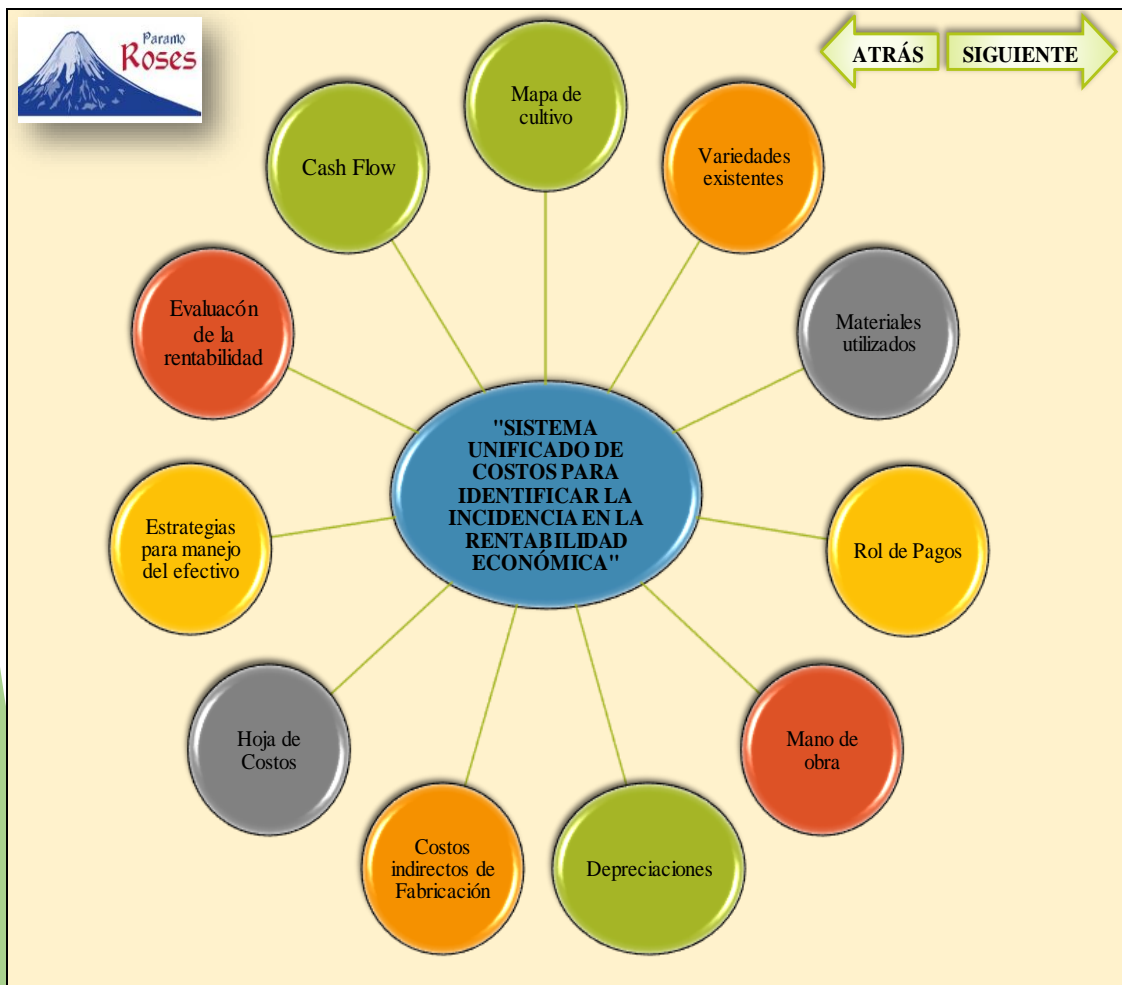 Paramo
Roses
ATRÁS
SIGUIENTE
Mapa de
cultivo
Variedades
existentes
Materiales
utilizados
Rol de Pagos
Mano de
obra
Depreciaciones
Costos
indirectos de
Fabricación
Hoja de
Costos
Estrategias
para manejo
del efectivo
Evaluacón
de la
rentabilidad
Cash Flow
"SISTEMA
UNIFICADO DE
COSTOS PARA
IDENTIFICAR LA
INCIDENCIA EN LA
RENTABILIDAD
ECONÓMICA"